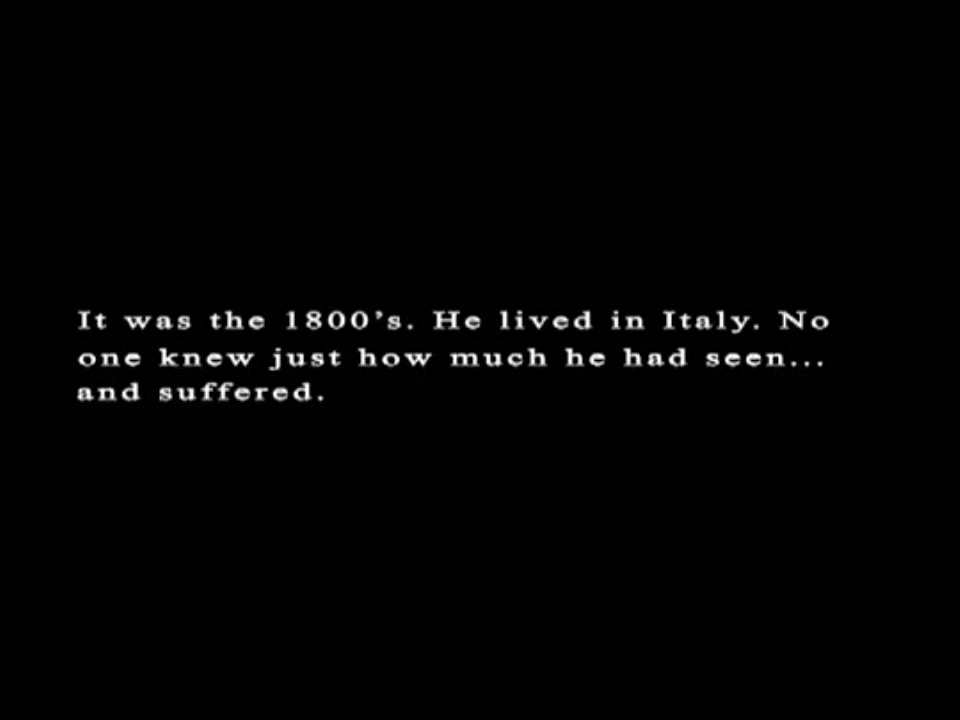 It was the 1800's. He lived in Italy. No
one knew just how much he had seen...
and suffered.